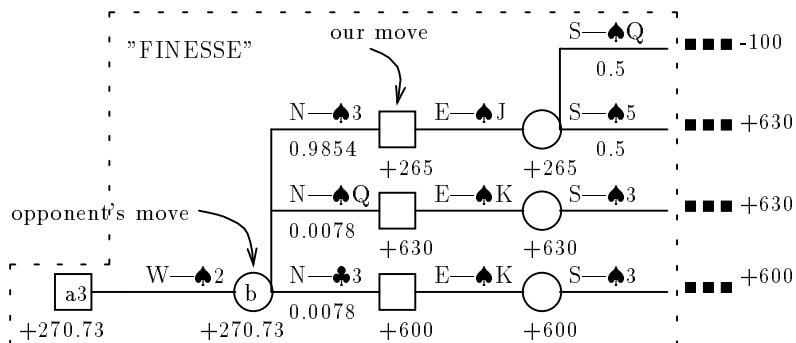 S—♠Q
■■■ -100
our move
"FINESSE"
0.5
N—♠3
E—♠J
S—♠5
■■■ +630
0.9854
0.5
+265
+265
N—♠Q
E—♠K
S—♠3
■■■ +630
opponent's move
0.0078
+630
+630
W—♠2
N—♣3
E—♠K
S—♠3
■■■ +600
a3
b
0.0078
+270.73
+270.73
+600
+600